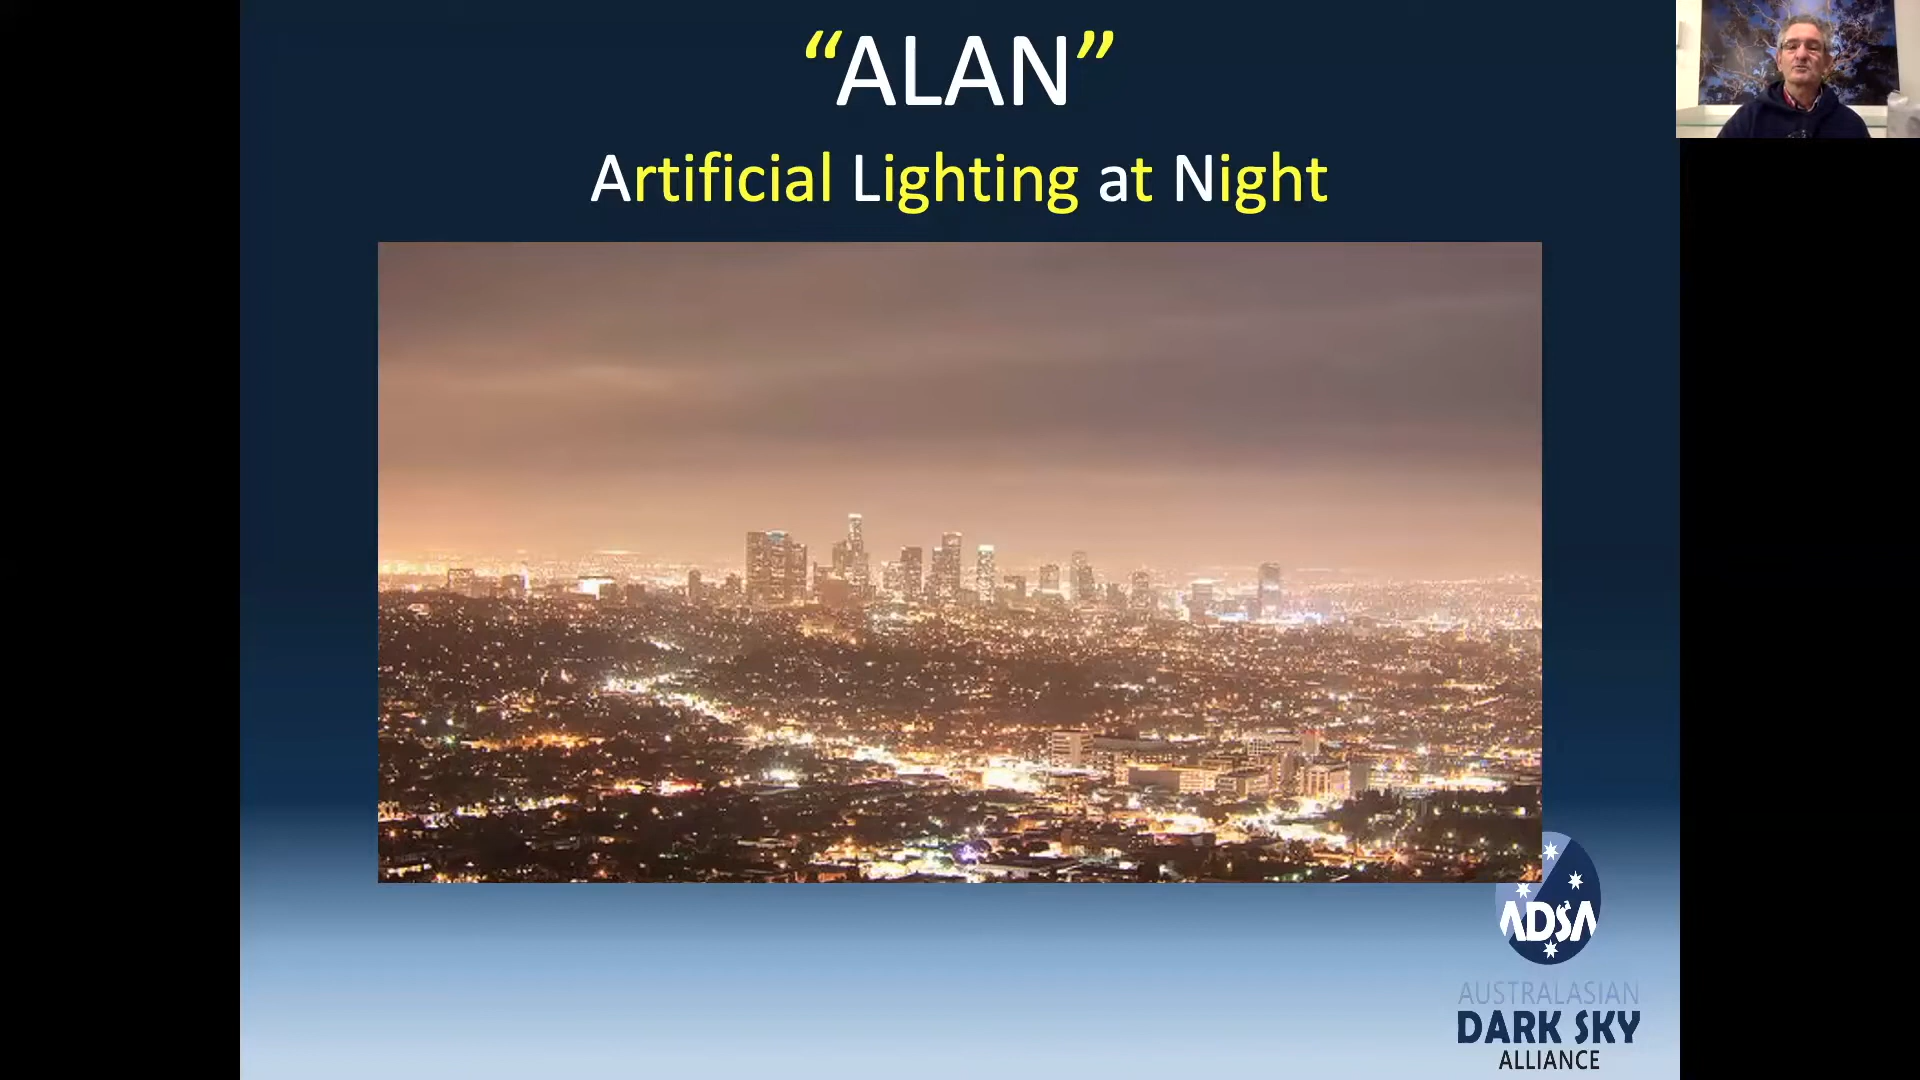 “ALAN”
Artificial Lighting at Night
ADSA
AUSTRALASIAN
DARK SKY
ALLIANCE